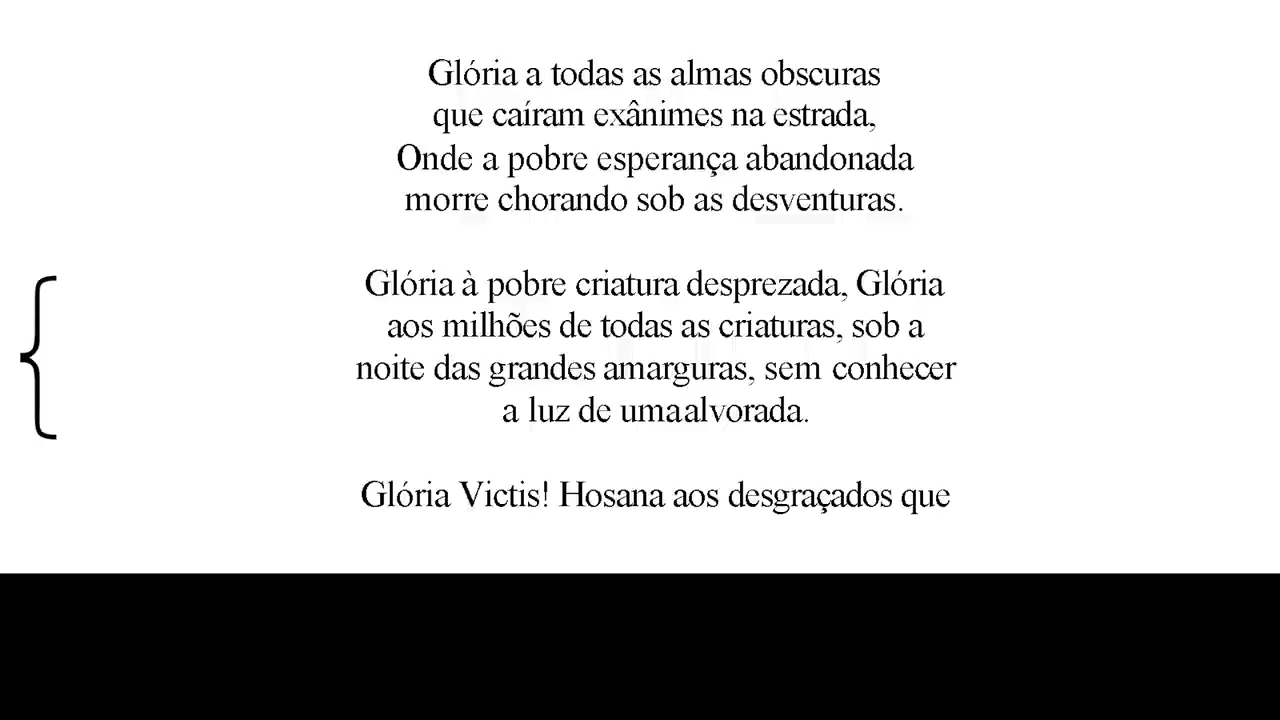 Glória a todas as almas obscuras
que caíram exânimes na estrada,
Onde a pobre esperança abandonada
morre chorando sob as desventuras.
Glória à pobre criatura desprezada, Glória
aos milhões de todas as criaturas, sob a
noite das grandes amarguras, sem conhecer
a luz de umaalvorada.
Glória Victis! Hosana aos desgraçados que